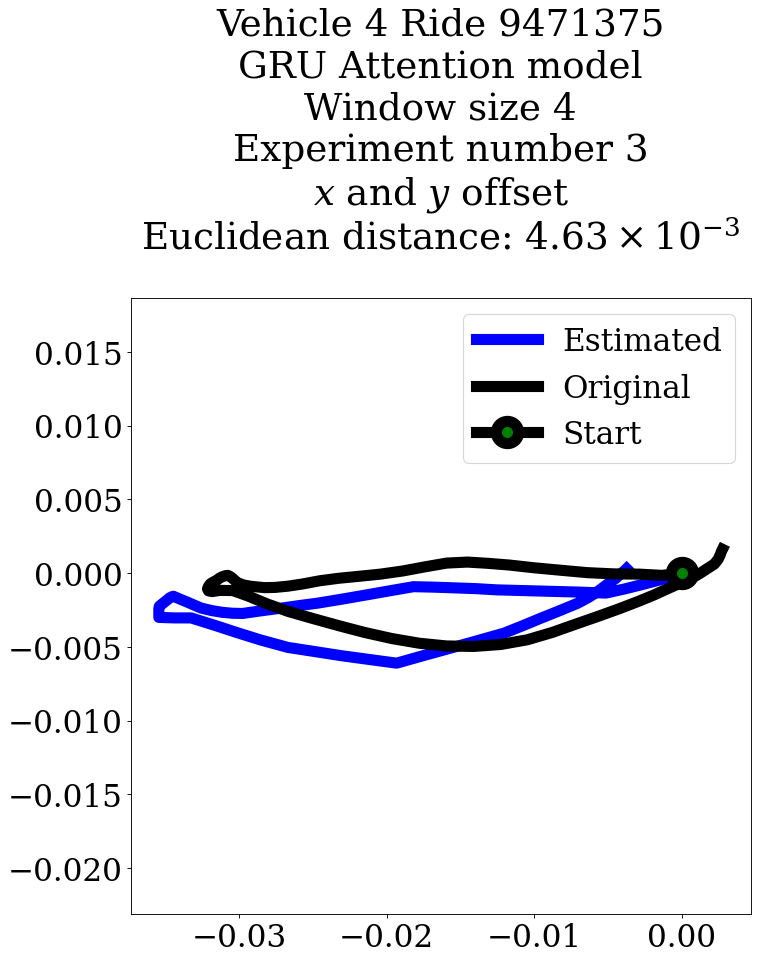 Vehicle 4 Ride 9471375
GRU Attention model
Window size 4
Experiment number 3
x and y offset
Euclidean distance: 4.63 × 10⁻³
Estimated
Original
Start
0.015
0.010
0.005
0.000
−0.005
−0.010
−0.015
−0.020
−0.03 −0.02 −0.01 0.00